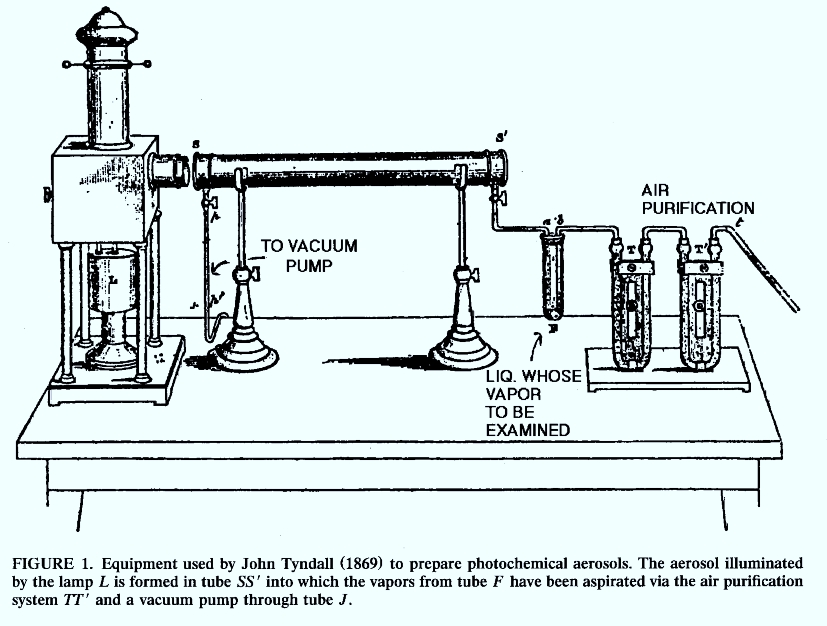 S
S'
AIR
PURIFICATION
a
b
t
T
T'
TO VACUUM
PUMP
L
LIQ. WHOSE
VAPOR
TO BE
EXAMINED
FIGURE 1. Equipment used by John Tyndall (1869) to prepare photochemical aerosols. The aerosol illuminated
by the lamp L is formed in tube SS' into which the vapors from tube F have been aspirated via the air purification
system TT' and a vacuum pump through tube J.